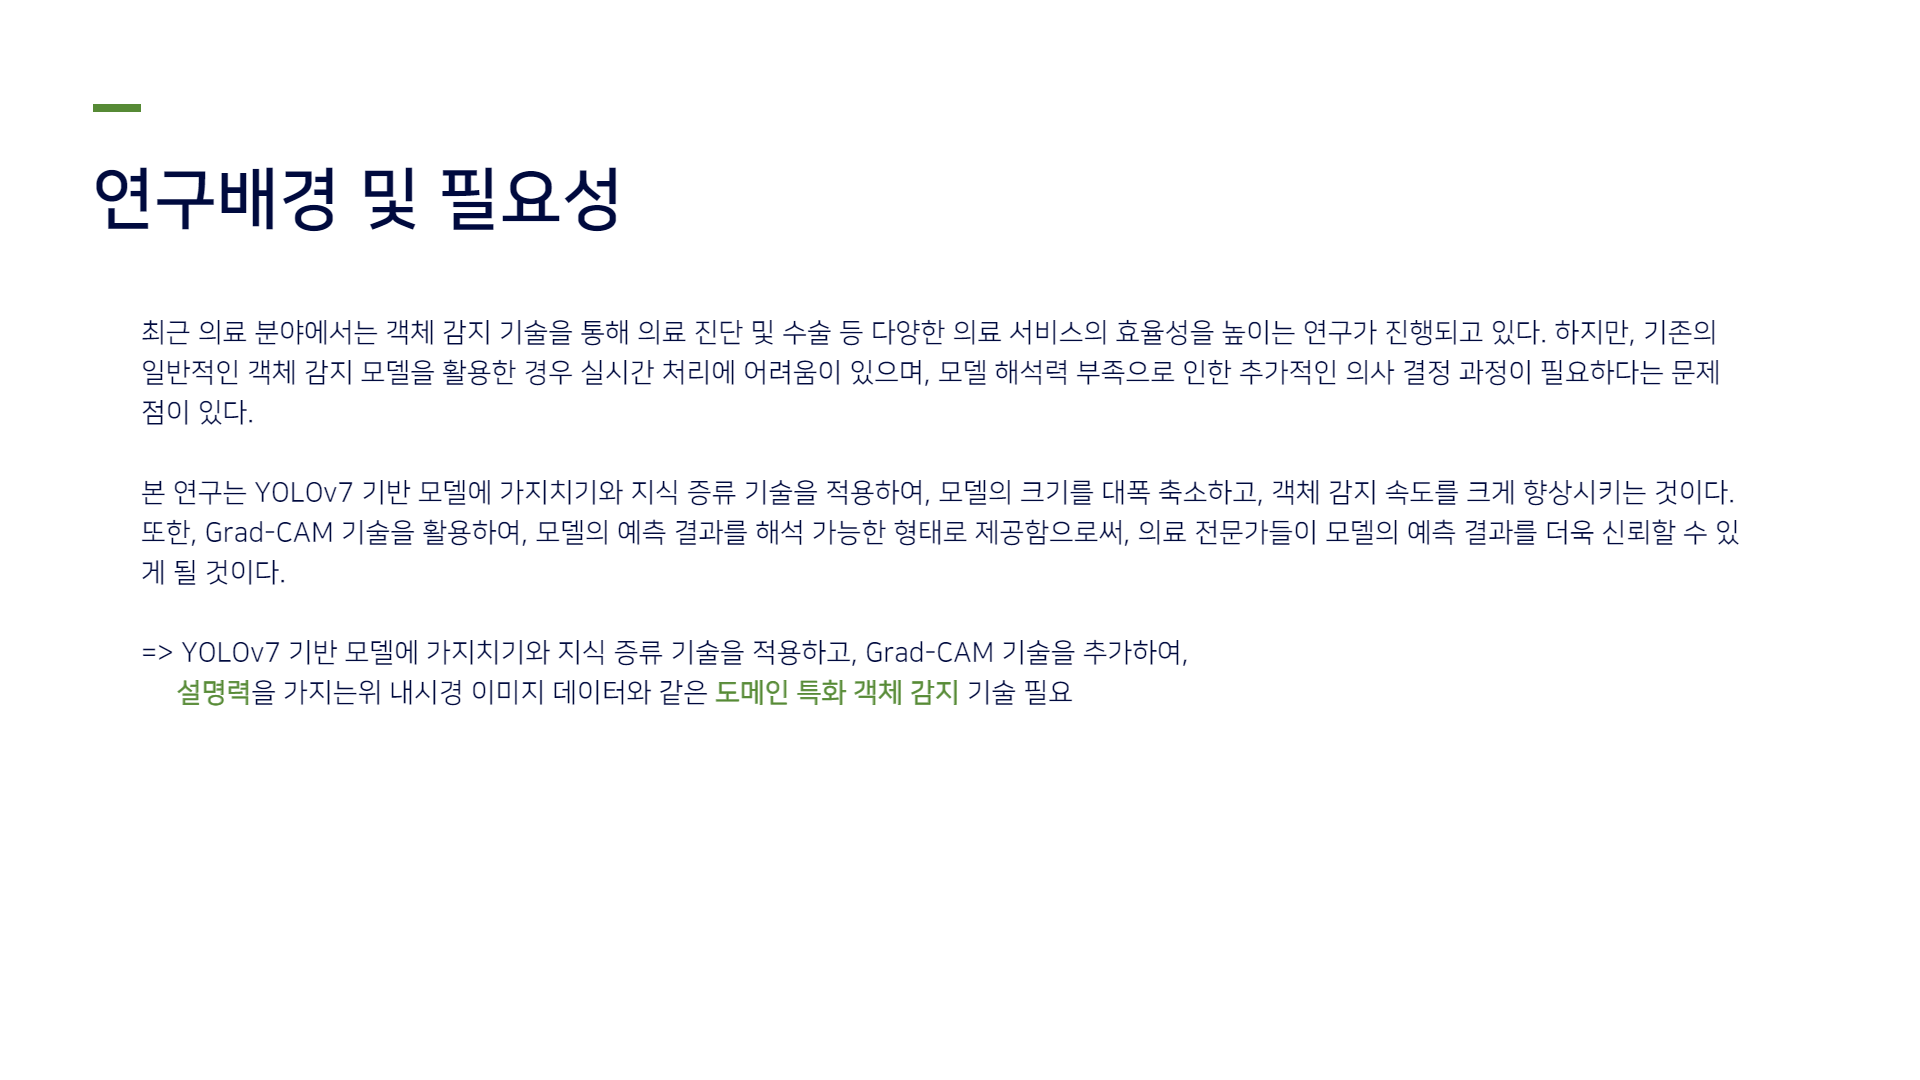 연구배경 및 필요성
최근 의료 분야에서는 객체 감지 기술을 통해 의료 진단 및 수술 등 다양한 의료 서비스의 효율성을 높이는 연구가 진행되고 있다. 하지만, 기존의
일반적인 객체 감지 모델을 활용한 경우 실시간 처리에 어려움이 있으며, 모델 해석력 부족으로 인한 추가적인 의사 결정 과정이 필요하다는 문제
점이 있다.
본 연구는 YOLOv7 기반 모델에 가지치기와 지식 증류 기술을 적용하여, 모델의 크기를 대폭 축소하고, 객체 감지 속도를 크게 향상시키는 것이다.
또한, Grad-CAM 기술을 활용하여, 모델의 예측 결과를 해석 가능한 형태로 제공함으로써, 의료 전문가들이 모델의 예측 결과를 더욱 신뢰할 수 있
게 될 것이다.
=> YOLOv7 기반 모델에 가지치기와 지식 증류 기술을 적용하고, Grad-CAM 기술을 추가하여,
설명력을 가지는위 내시경 이미지 데이터와 같은 도메인 특화 객체 감지 기술 필요